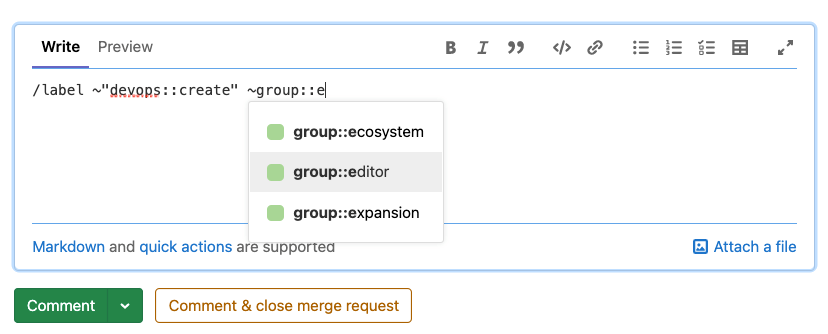 Write Preview
/label ~"devops::create" ~group::e
group::ecosystem
group::editor
group::expansion
Markdown and quick actions are supported Attach a file
Comment Comment & close merge request